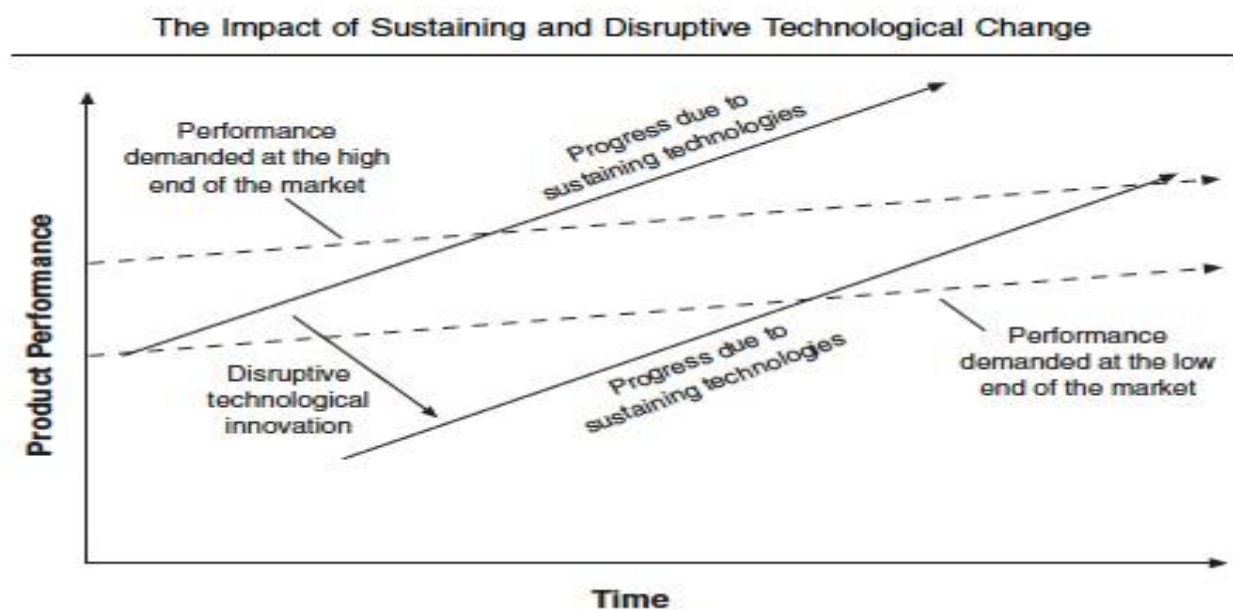 The Impact of Sustaining and Disruptive Technological Change
Performance
demanded at the high
end of the market
Progress due to
sustaining technologies
Product Performance
Disruptive
technological
innovation
Progress due to
sustaining technologies
Performance
demanded at the low
end of the market
Time